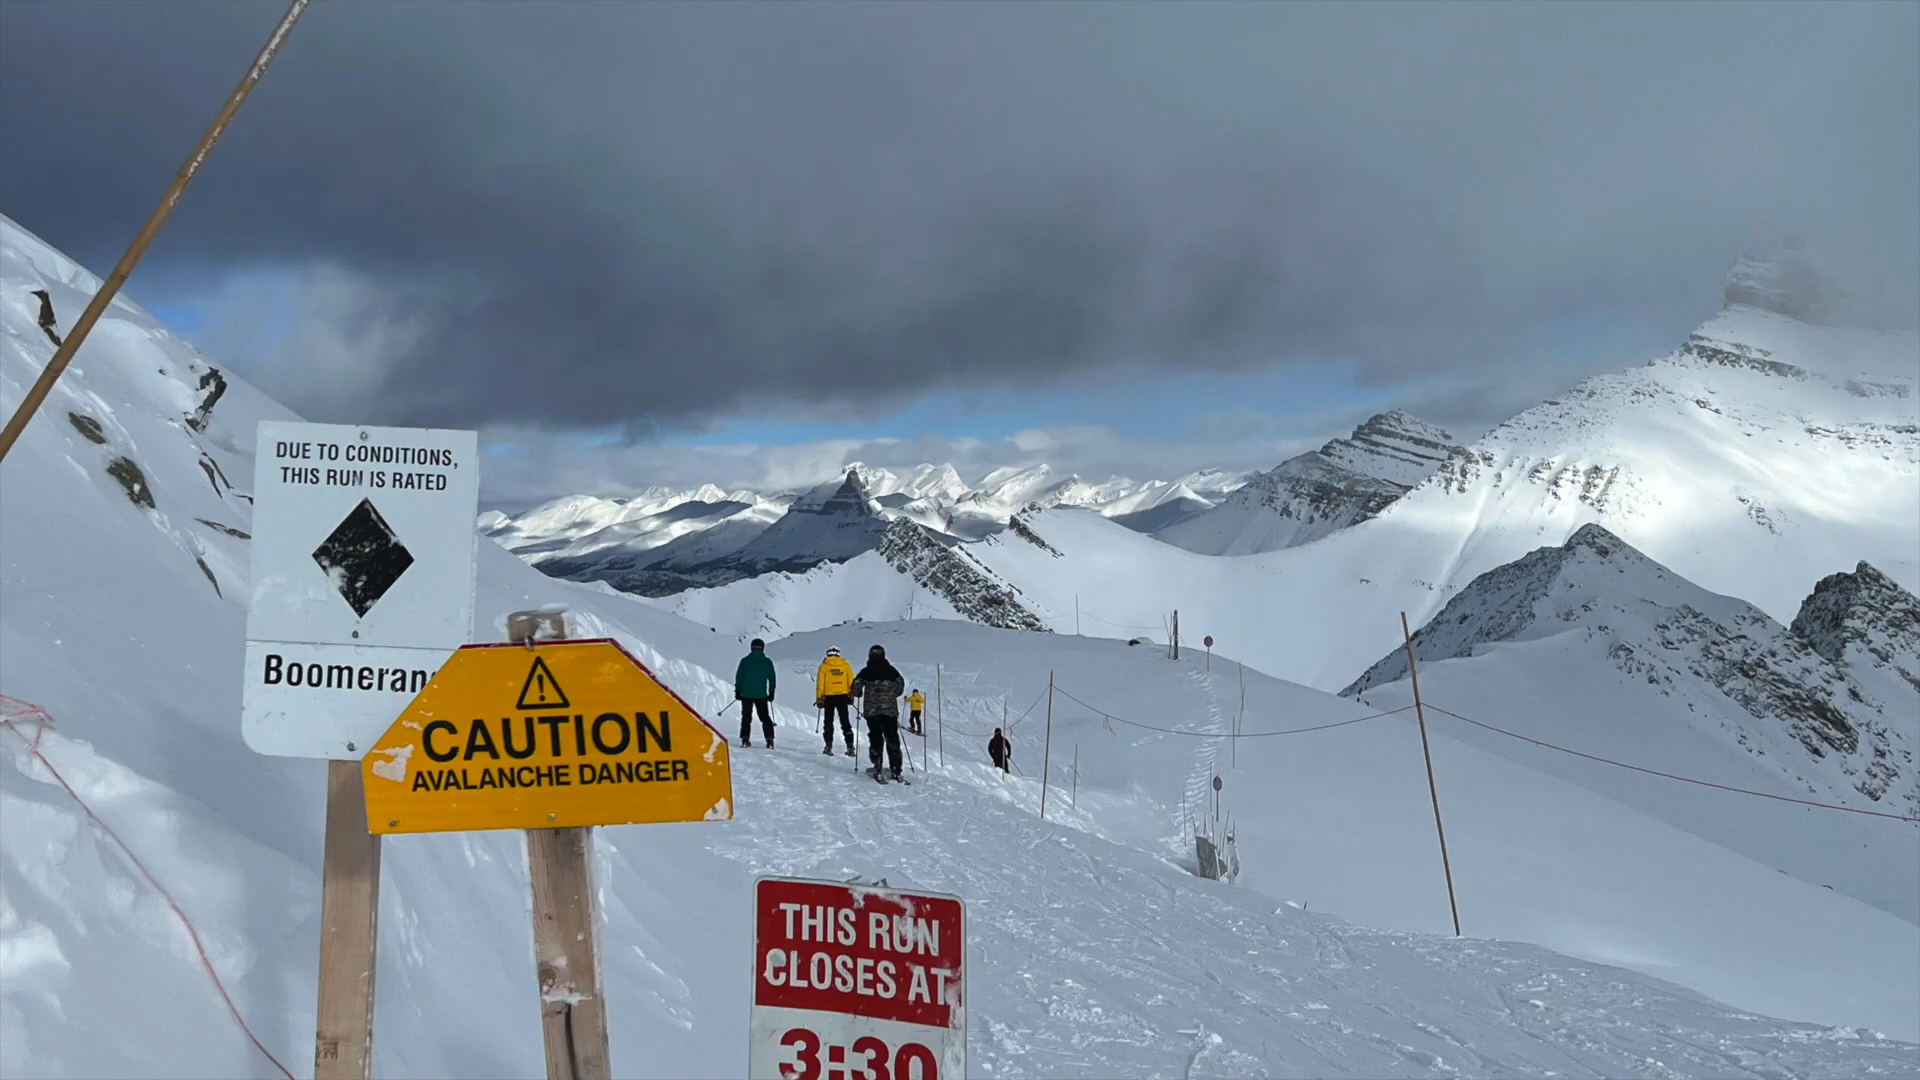 DUE TO CONDITIONS,
THIS RUN IS RATED
Boomeran
CAUTION
AVALANCHE DANGER
THIS RUN
CLOSES AT
3:30